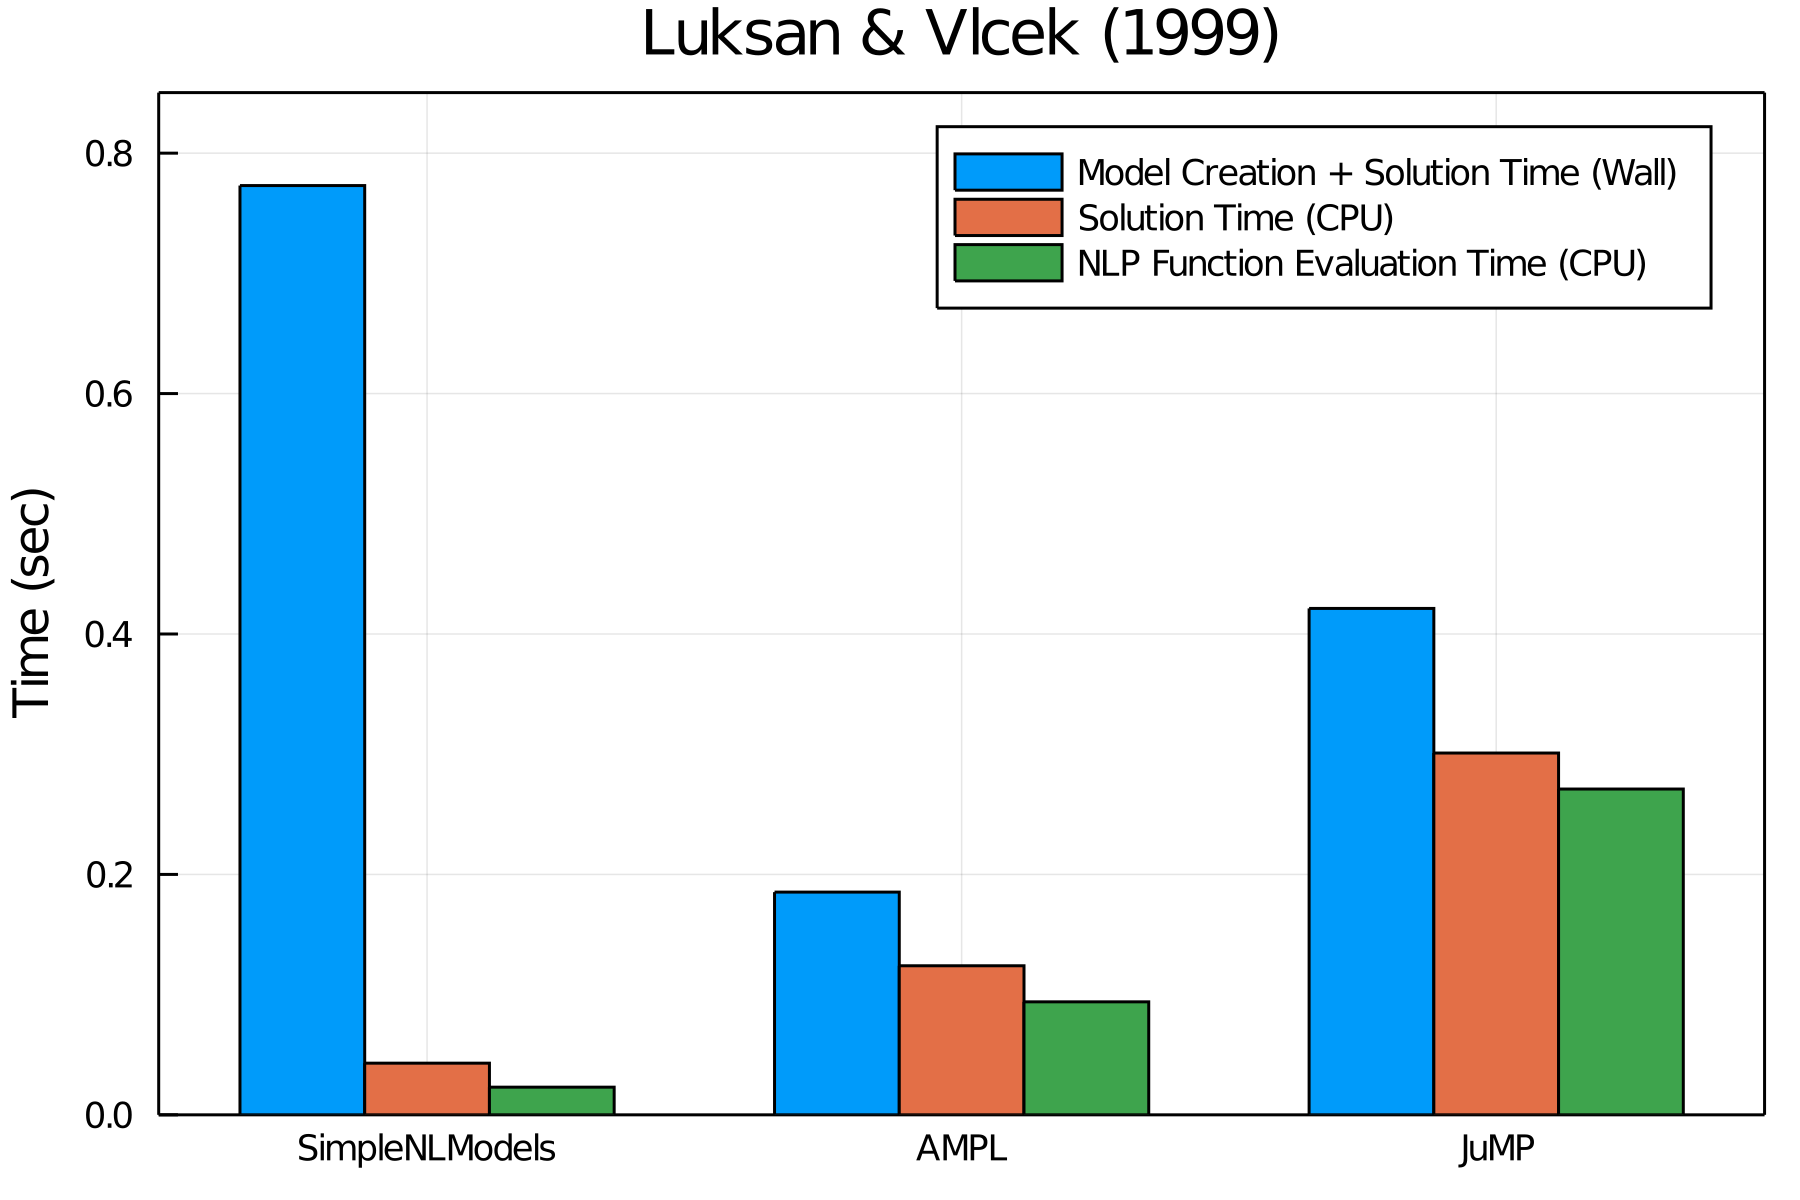 Luksan & Vlcek (1999)
Model Creation + Solution Time (Wall)
Solution Time (CPU)
NLP Function Evaluation Time (CPU)
Time (sec)
0.8
0.6
0.4
0.2
0.0
SimpleNLModels
AMPL
JuMP